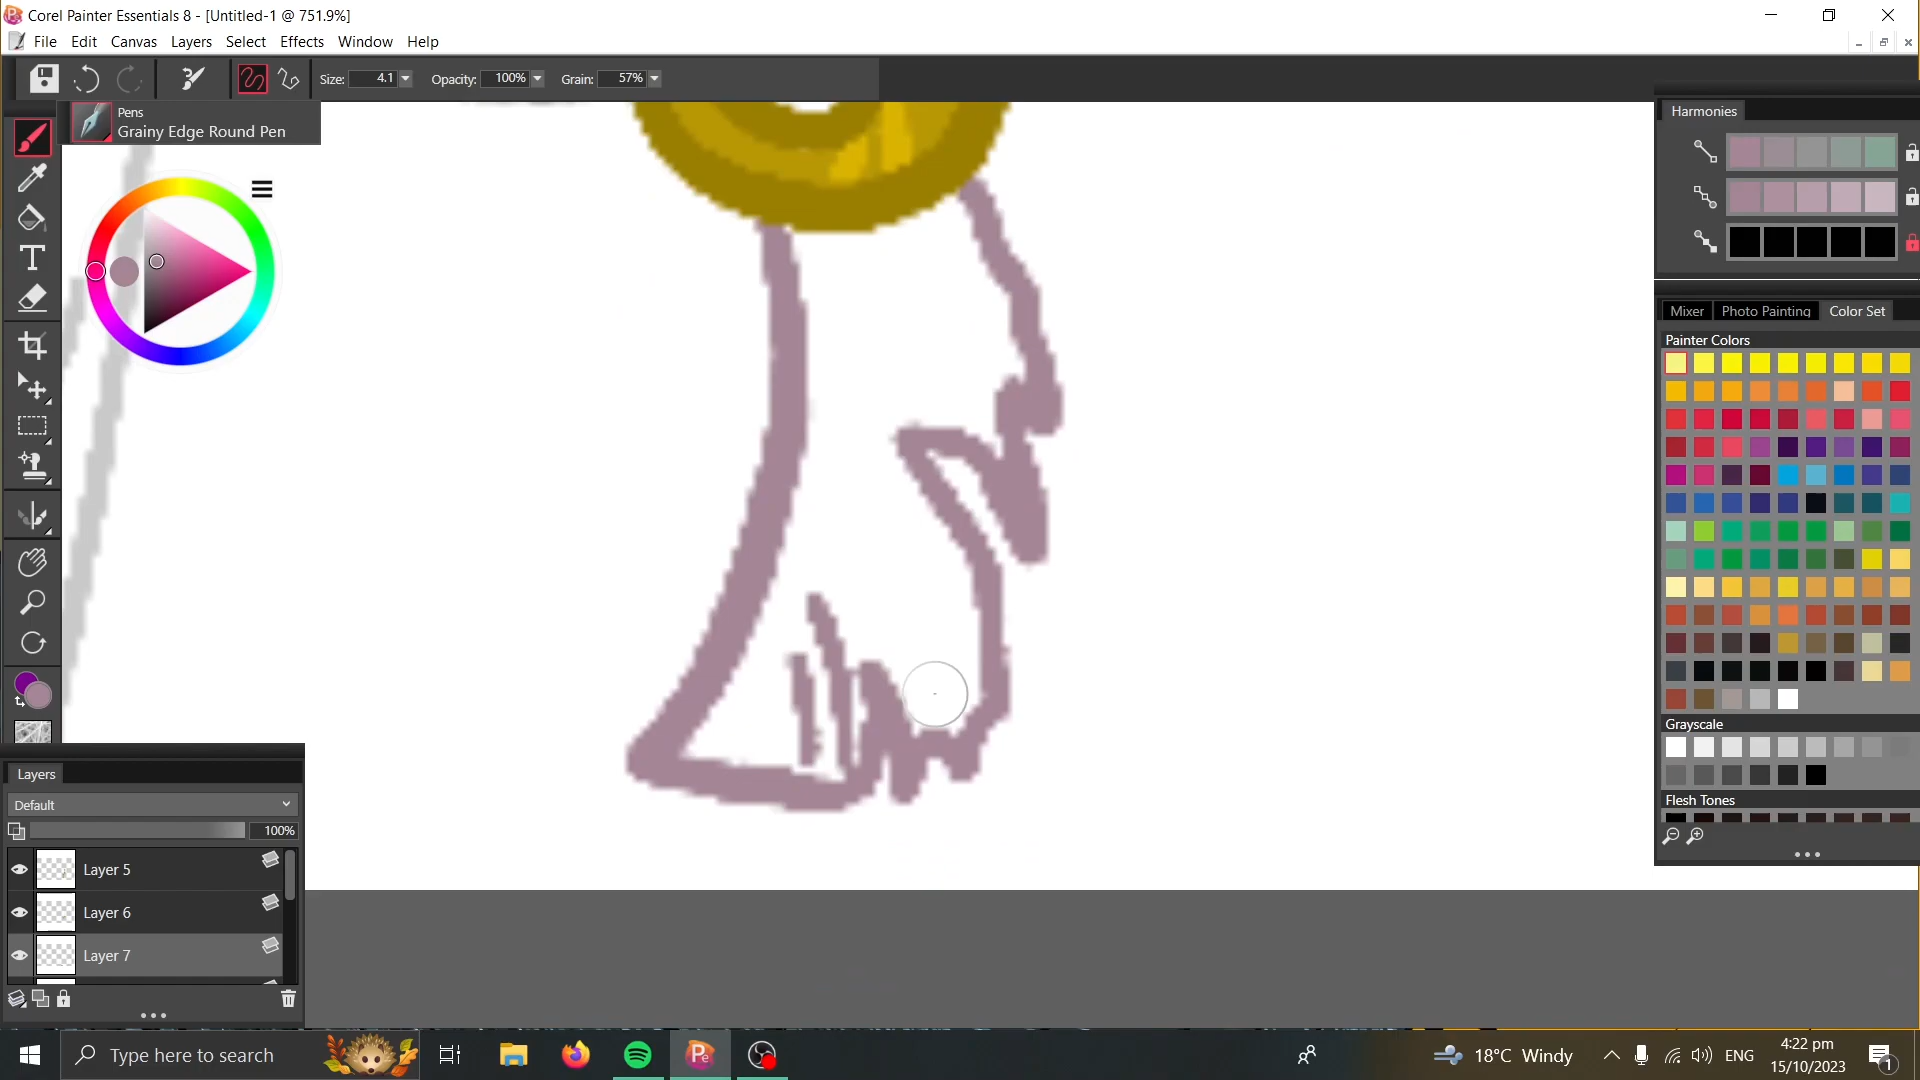 Corel Painter Essentials 8 - [Untitled-1 @ 751.9%]
File Edit Canvas Layers Select Effects Window Help
Size: 4.1 Opacity: 100% Grain: 57%
Pens
Grainy Edge Round Pen
Harmonies
Mixer Photo Painting Color Set
Painter Colors
Grayscale
Flesh Tones
Layers
Default
100%
Layer 5
Layer 6
Layer 7
Type here to search
18°C Windy
ENG
4:22 pm
15/10/2023
1